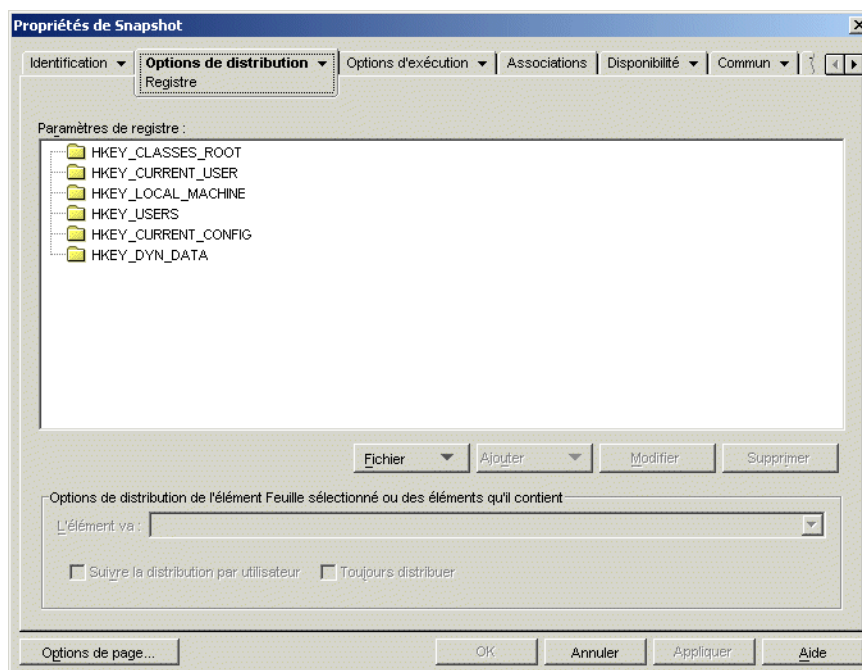 Propriétés de Snapshot
Identification Options de distribution Options d'exécution Associations Disponibilité Commun
Registre
Paramètres de registre :
HKEY_CLASSES_ROOT
HKEY_CURRENT_USER
HKEY_LOCAL_MACHINE
HKEY_USERS
HKEY_CURRENT_CONFIG
HKEY_DYN_DATA
Fichier Ajouter Modifier Supprimer
Options de distribution de l'élément Feuille sélectionné ou des éléments qu'il contient
L'élément va :
Suivre la distribution par utilisateur Toujours distribuer
Options de page... OK Annuler Appliquer Aide